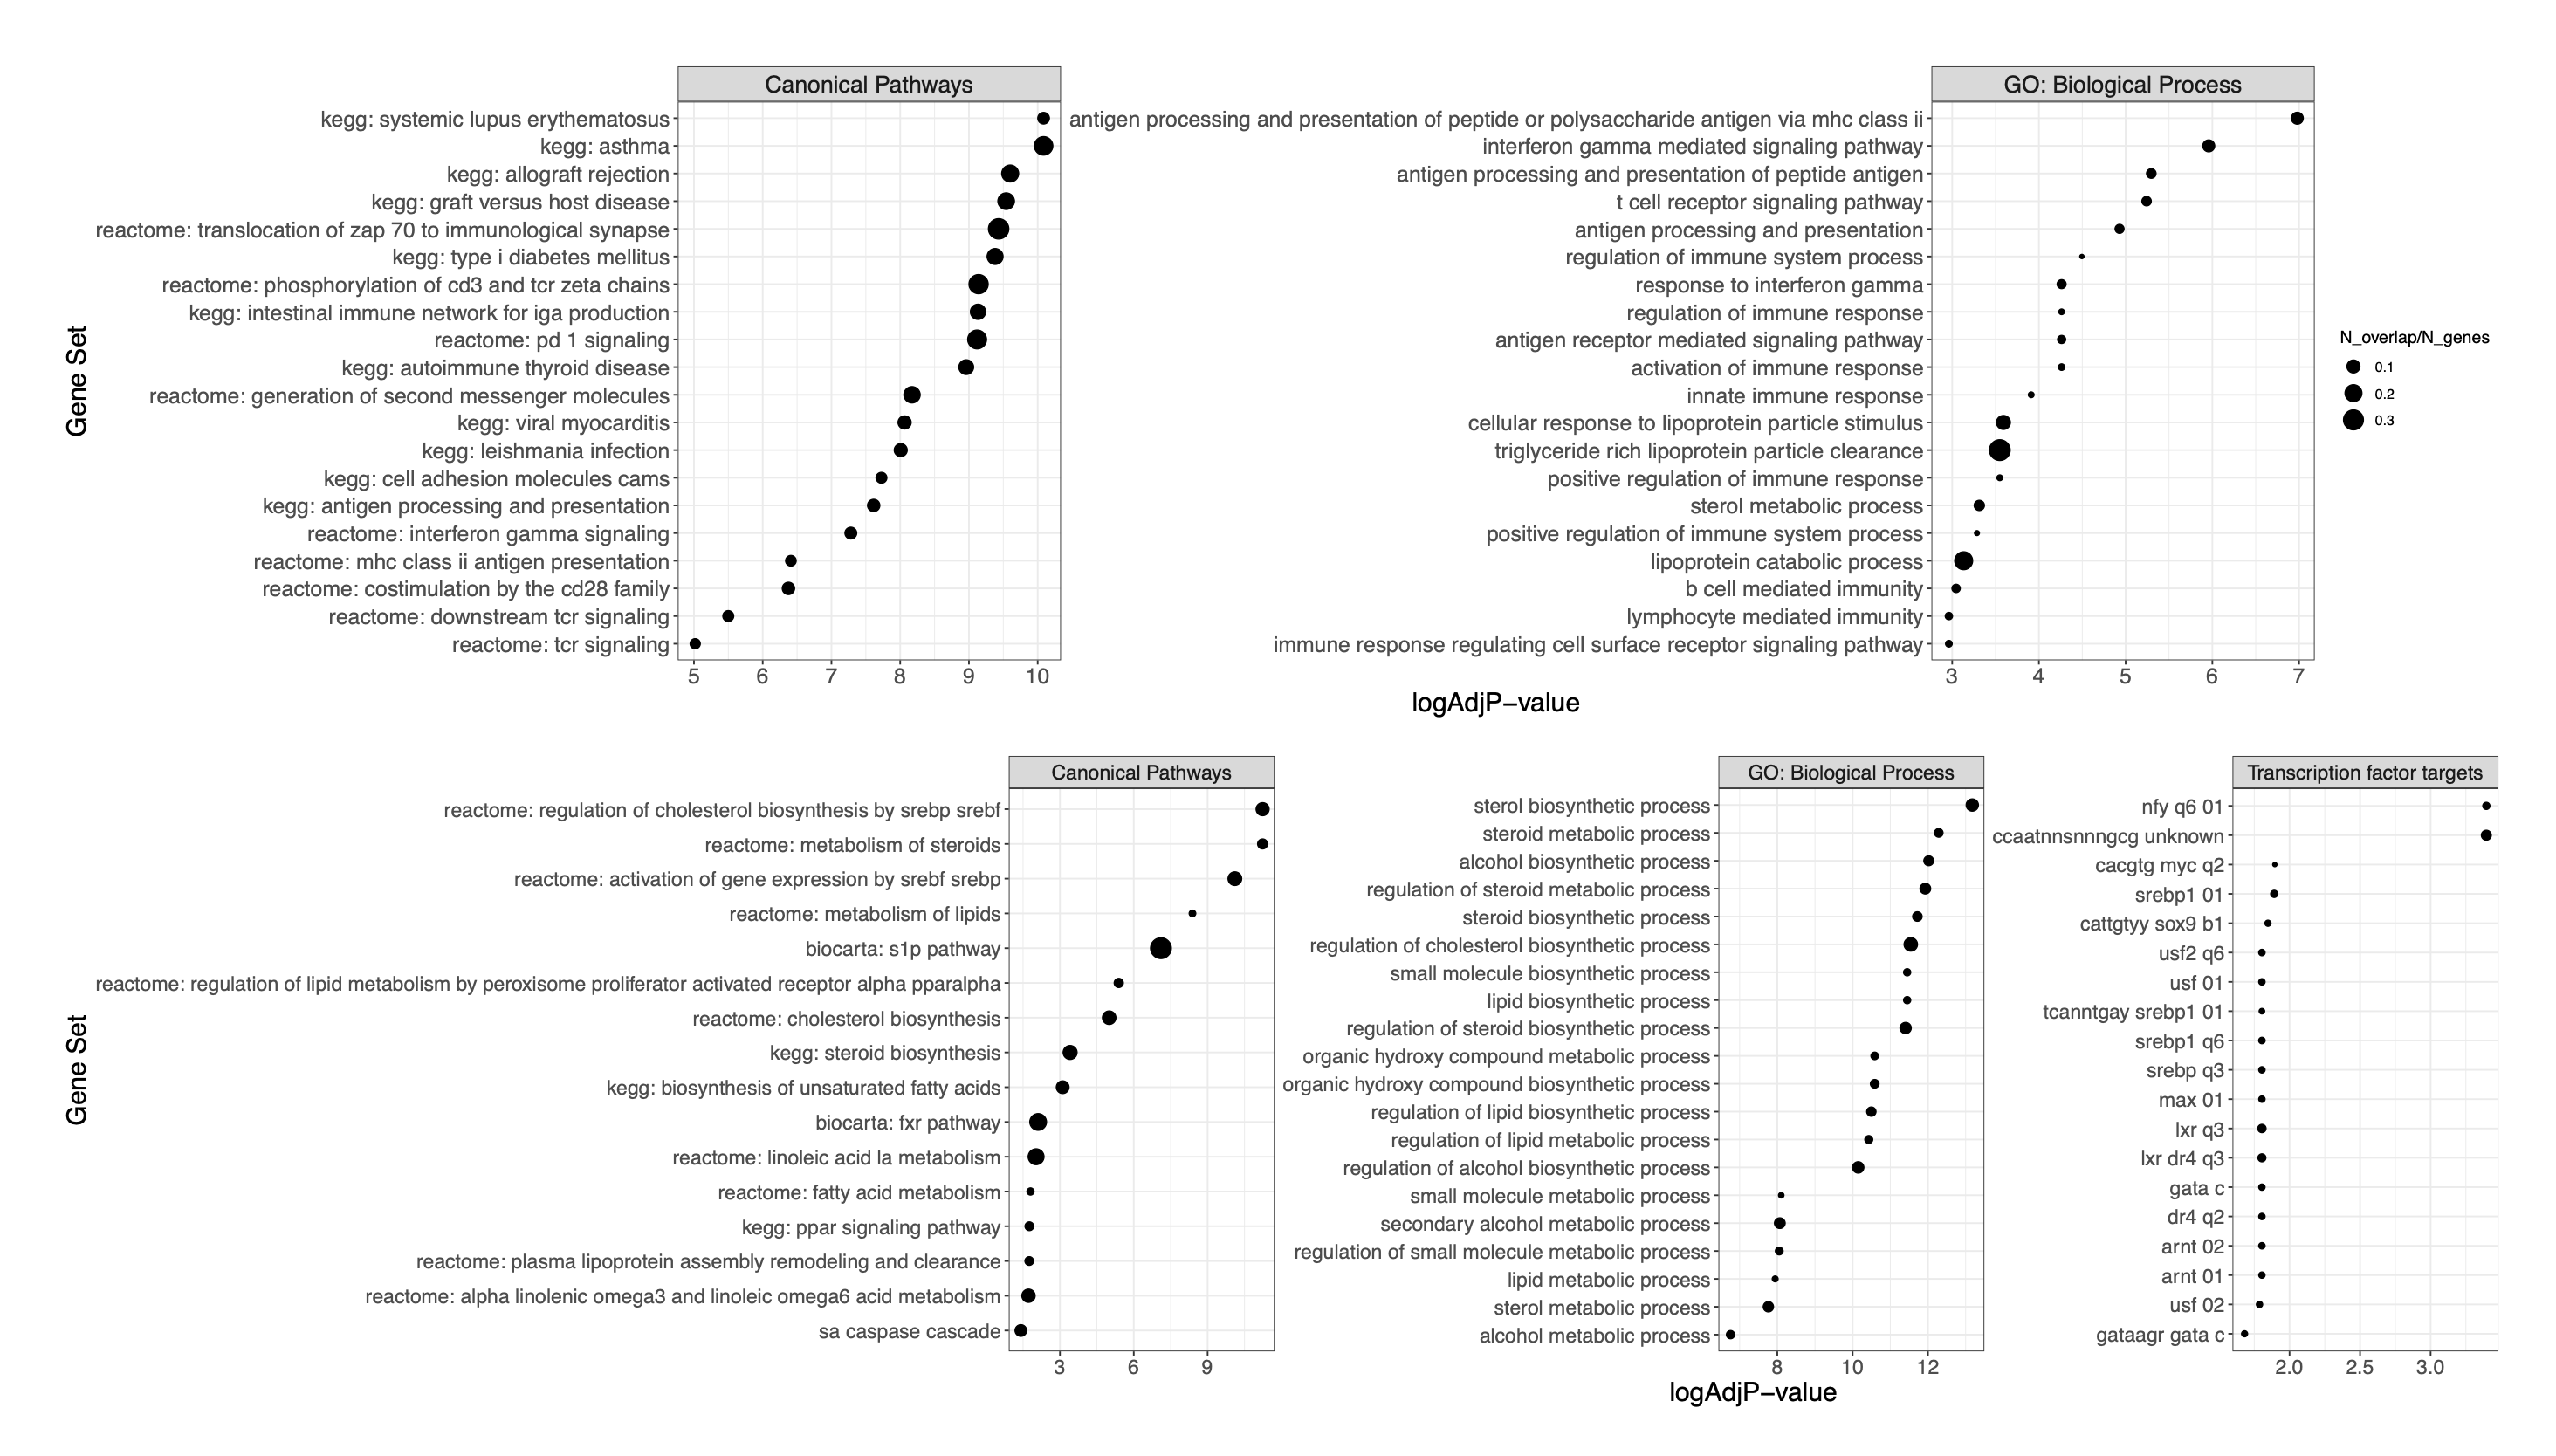 Canonical Pathways
kegg: systemic lupus erythematosus
kegg: asthma
kegg: allograft rejection
kegg: graft versus host disease
reactome: translocation of zap 70 to immunological synapse
kegg: type i diabetes mellitus
reactome: phosphorylation of cd3 and tcr zeta chains
kegg: intestinal immune network for iga production
reactome: pd 1 signaling
kegg: autoimmune thyroid disease
reactome: generation of second messenger molecules
kegg: viral myocarditis
kegg: leishmania infection
kegg: cell adhesion molecules cams
kegg: antigen processing and presentation
reactome: interferon gamma signaling
reactome: mhc class ii antigen presentation
reactome: costimulation by the cd28 family
reactome: downstream tcr signaling
reactome: tcr signaling
Gene Set
5 6 7 8 9 10
GO: Biological Process
antigen processing and presentation of peptide or polysaccharide antigen via mhc class ii
interferon gamma mediated signaling pathway
antigen processing and presentation of peptide antigen
t cell receptor signaling pathway
antigen processing and presentation
regulation of immune system process
response to interferon gamma
regulation of immune response
antigen receptor mediated signaling pathway
activation of immune response
innate immune response
cellular response to lipoprotein particle stimulus
triglyceride rich lipoprotein particle clearance
positive regulation of immune response
sterol metabolic process
positive regulation of immune system process
lipoprotein catabolic process
b cell mediated immunity
lymphocyte mediated immunity
immune response regulating cell surface receptor signaling pathway
3 4 5 6 7
logAdjP−value
N_overlap/N_genes
0.1
0.2
0.3
Canonical Pathways
reactome: regulation of cholesterol biosynthesis by srebp srebf
reactome: metabolism of steroids
reactome: activation of gene expression by srebf srebp
reactome: metabolism of lipids
biocarta: s1p pathway
reactome: regulation of lipid metabolism by peroxisome proliferator activated receptor alpha pparalpha
reactome: cholesterol biosynthesis
kegg: steroid biosynthesis
kegg: biosynthesis of unsaturated fatty acids
biocarta: fxr pathway
reactome: linoleic acid la metabolism
reactome: fatty acid metabolism
kegg: ppar signaling pathway
reactome: plasma lipoprotein assembly remodeling and clearance
reactome: alpha linolenic omega3 and linoleic omega6 acid metabolism
sa caspase cascade
Gene Set
3 6 9
GO: Biological Process
sterol biosynthetic process
steroid metabolic process
alcohol biosynthetic process
regulation of steroid metabolic process
steroid biosynthetic process
regulation of cholesterol biosynthetic process
small molecule biosynthetic process
lipid biosynthetic process
regulation of steroid biosynthetic process
organic hydroxy compound metabolic process
organic hydroxy compound biosynthetic process
regulation of lipid biosynthetic process
regulation of lipid metabolic process
regulation of alcohol biosynthetic process
small molecule metabolic process
secondary alcohol metabolic process
regulation of small molecule metabolic process
lipid metabolic process
sterol metabolic process
alcohol metabolic process
8 10 12
logAdjP−value
Transcription factor targets
nfy q6 01
ccaatnnsnnngcg unknown
cacgtg myc q2
srebp1 01
cattgtyy sox9 b1
usf2 q6
usf 01
tcanntgay srebp1 01
srebp1 q6
srebp q3
max 01
lxr q3
lxr dr4 q3
gata c
dr4 q2
arnt 02
arnt 01
usf 02
gataagr gata c
2.0 2.5 3.0